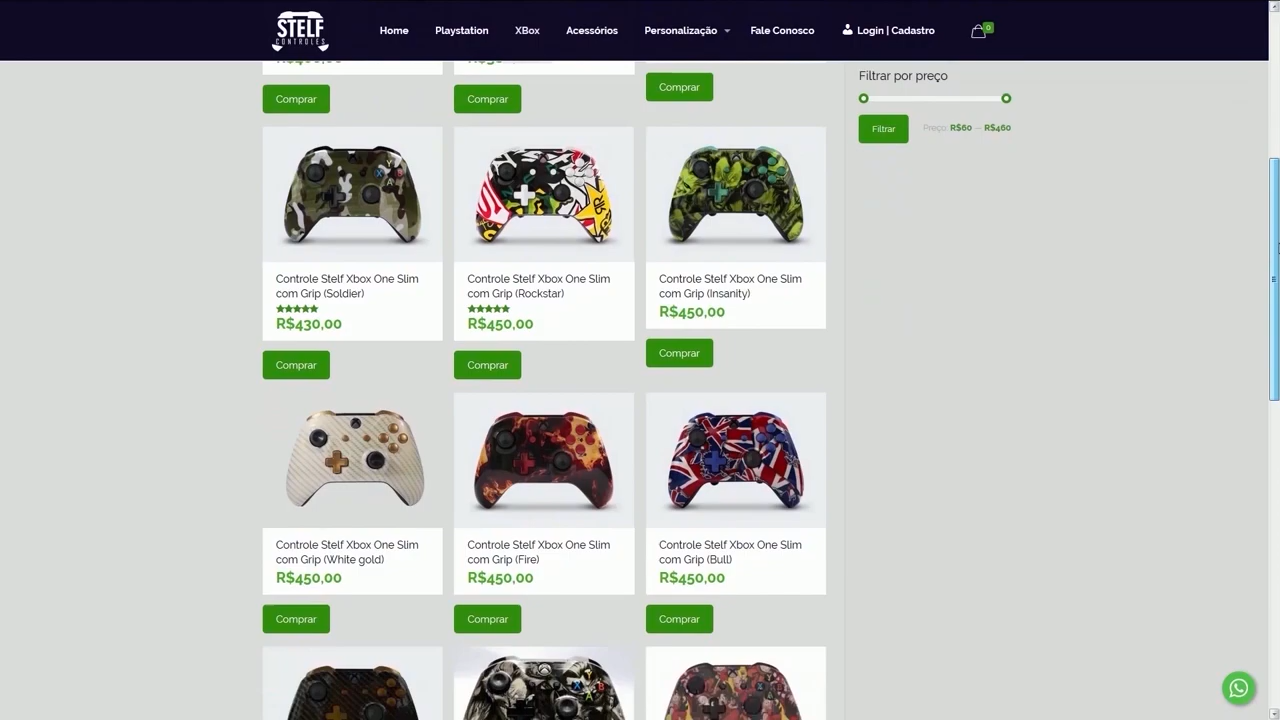 STELF
CONTROLES
Home
Playstation
XBox
Acessórios
Personalização
Fale Conosco
Login | Cadastro
0
Comprar
Comprar
Comprar
Filtrar por preço
Filtrar
Preço: R$60 — R$460
Controle Stelf Xbox One Slim
com Grip (Soldier)
R$430,00
Comprar
Controle Stelf Xbox One Slim
com Grip (Rockstar)
R$450,00
Comprar
Controle Stelf Xbox One Slim
com Grip (Insanity)
R$450,00
Comprar
Controle Stelf Xbox One Slim
com Grip (White gold)
R$450,00
Comprar
Controle Stelf Xbox One Slim
com Grip (Fire)
R$450,00
Comprar
Controle Stelf Xbox One Slim
com Grip (Bull)
R$450,00
Comprar